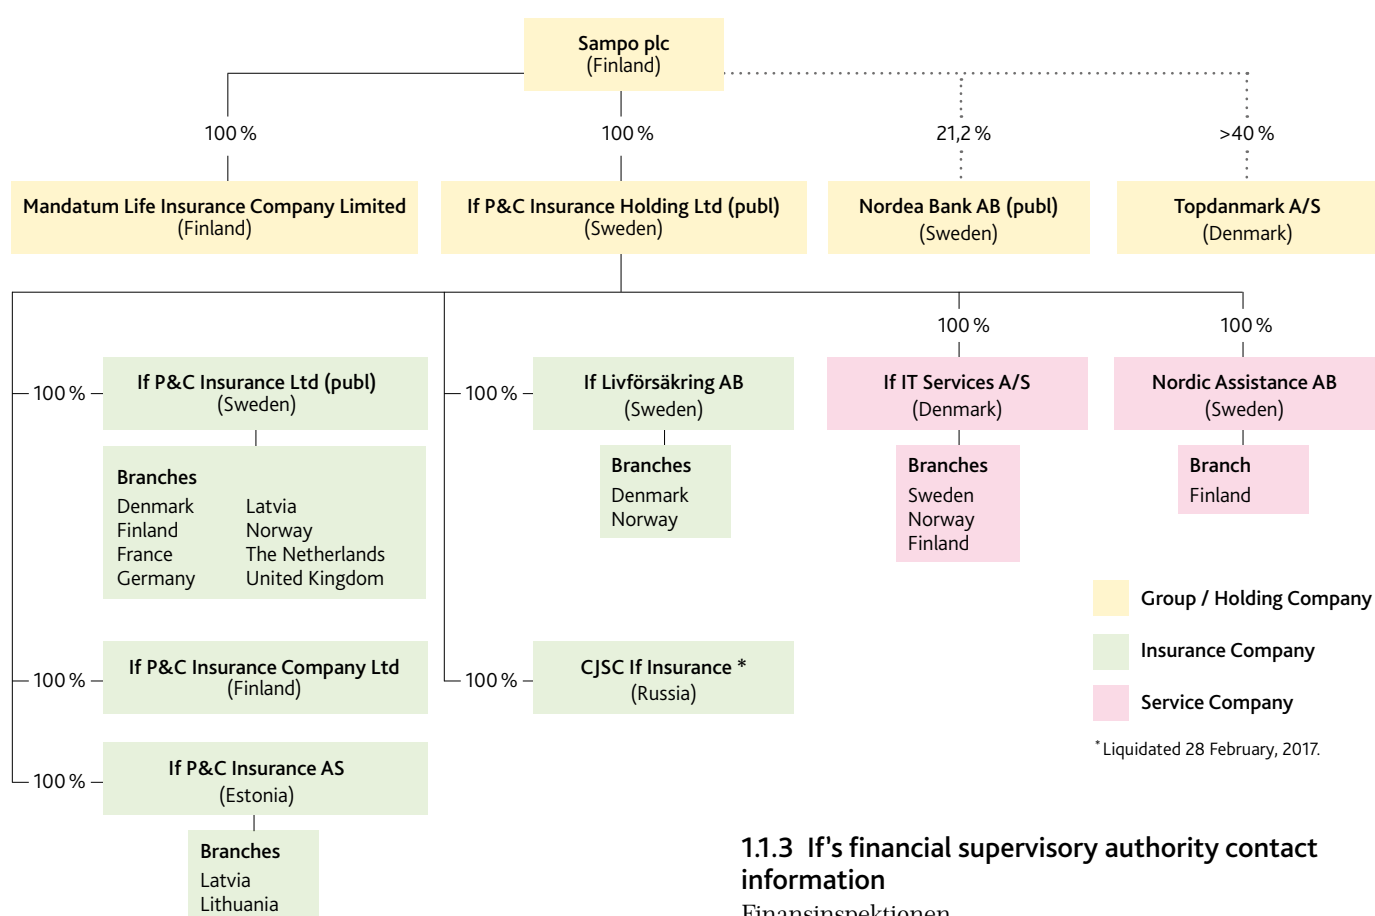 Sampo plc
(Finland)
100 %
100 %
21,2 %
>40 %
Mandatum Life Insurance Company Limited
(Finland)
If P&C Insurance Holding Ltd (publ)
(Sweden)
Nordea Bank AB (publ)
(Sweden)
Topdanmark A/S
(Denmark)
100 %
100 %
100 %
If P&C Insurance Ltd (publ)
(Sweden)
100 %
If Livförsäkring AB
(Sweden)
If IT Services A/S
(Denmark)
Nordic Assistance AB
(Sweden)
Branches
Denmark
Finland
France
Germany
Latvia
Norway
The Netherlands
United Kingdom
Branches
Denmark
Norway
Branches
Sweden
Norway
Finland
Branch
Finland
100 %
If P&C Insurance Company Ltd
(Finland)
100 %
CJSC If Insurance *
(Russia)
Group / Holding Company
Insurance Company
Service Company
* Liquidated 28 February, 2017.
100 %
If P&C Insurance AS
(Estonia)
Branches
Latvia
Lithuania
1.1.3 If's financial supervisory authority contact
information
Finansinspektionen